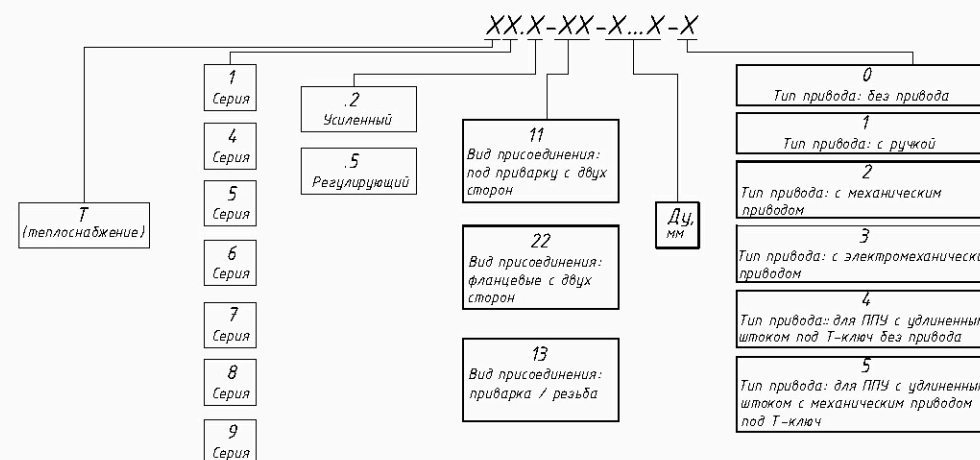 XX.X-XX-X...X-X
Т
(теплоснабжение)
1
Серия
4
Серия
5
Серия
6
Серия
7
Серия
8
Серия
9
Серия
.2
Усиленный
.5
Регулирующий
11
Вид присоединения:
под приварку с двух
сторон
22
Вид присоединения:
фланцевые с двух
сторон
13
Вид присоединения:
приварка / резьба
Ду,
мм
0
Тип привода: без привода
1
Тип привода: с ручкой
2
Тип привода: с механическим
приводом
3
Тип привода: с электромеханическ
приводом
4
Тип привода:: для ППУ с удлиненны
штоком под Т-ключ без привода
5
Тип привода: для ППУ с удлиненны
штоком с механическим приводом
под Т-ключ